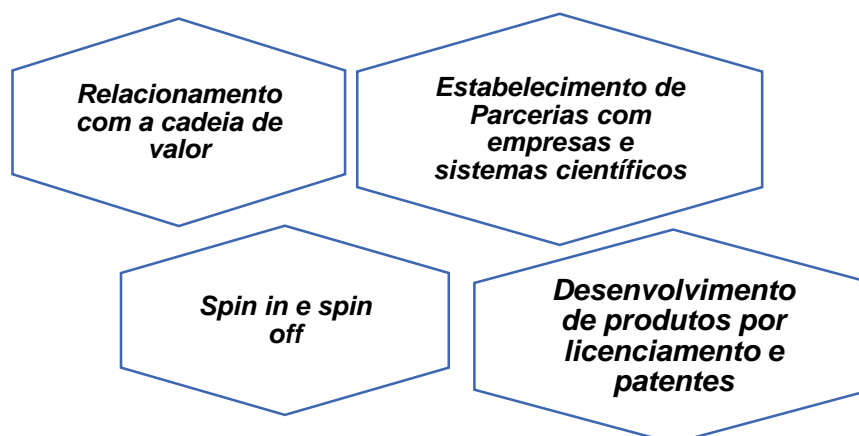 Relacionamento
com a cadeia de
valor
Estabelecimento de
Parcerias com
empresas e
sistemas científicos
Spin in e spin
off
Desenvolvimento
de produtos por
licenciamento e
patentes